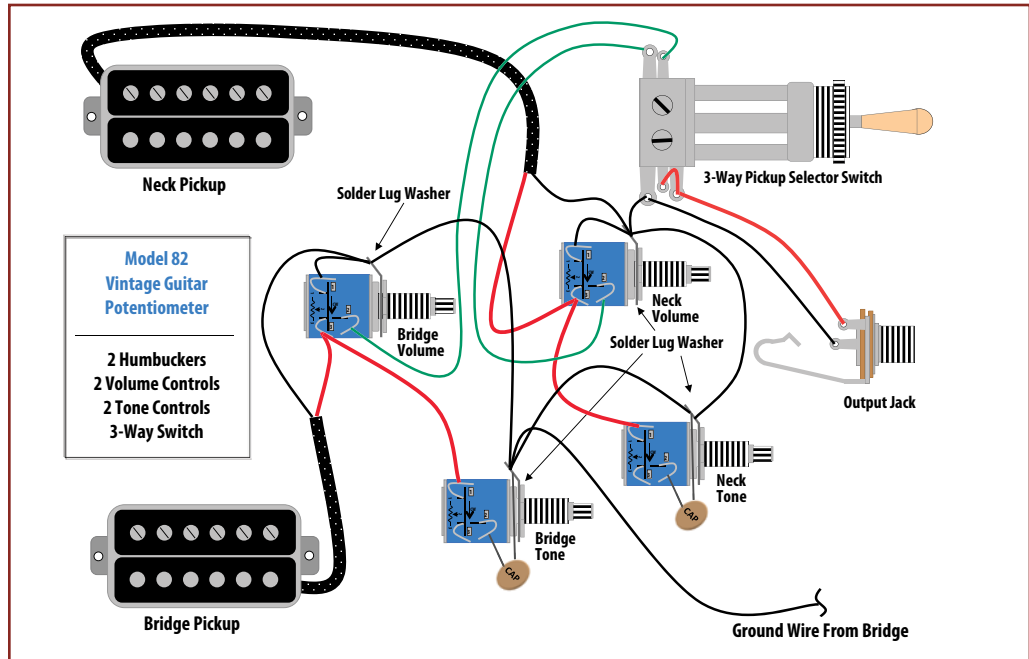 Neck Pickup
3-Way Pickup Selector Switch
Solder Lug Washer
Model 82
Vintage Guitar
Potentiometer
2 Humbuckers
2 Volume Controls
2 Tone Controls
3-Way Switch
Bridge
Volume
Neck
Volume
Solder Lug Washer
Output Jack
Neck
Tone
CAP
Bridge
Tone
CAP
Bridge Pickup
Ground Wire From Bridge